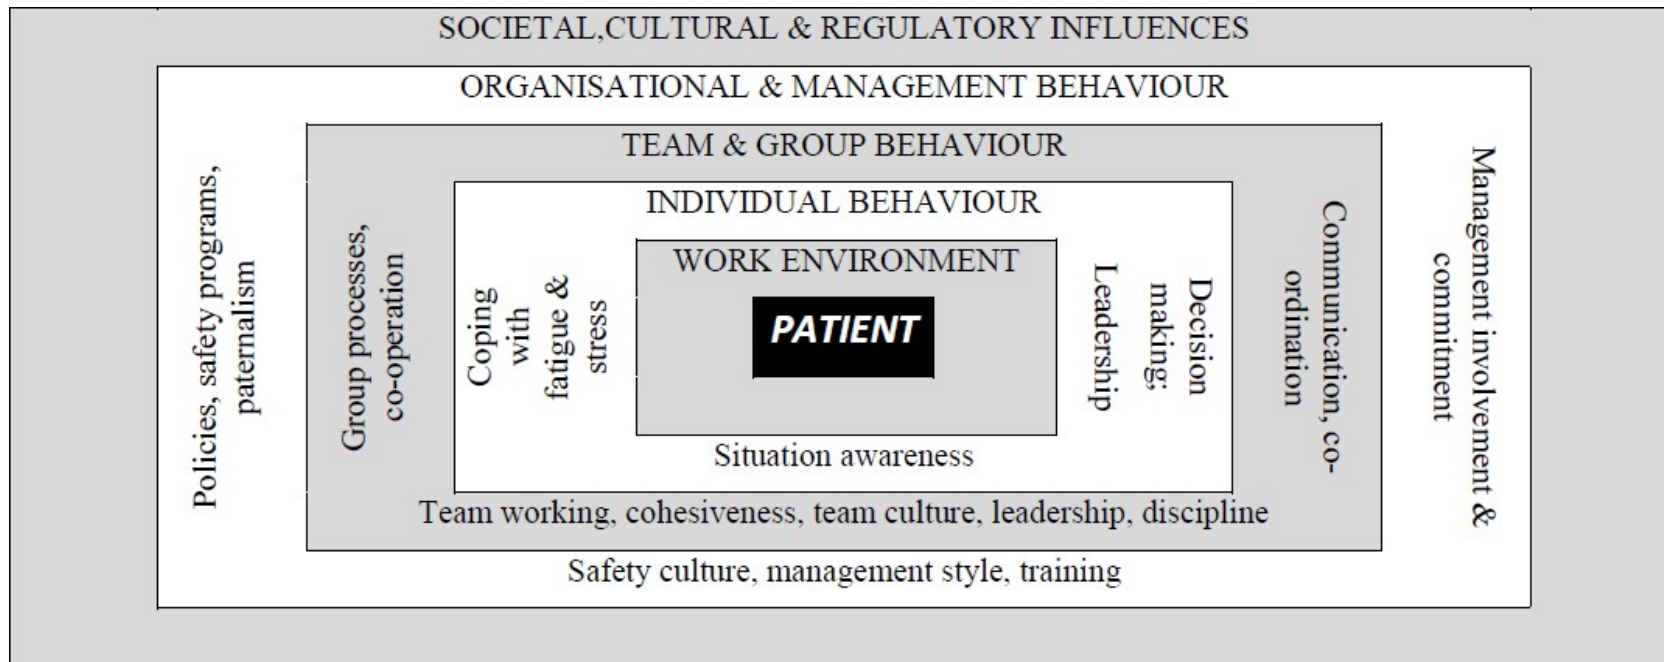 SOCIETAL,CULTURAL & REGULATORY INFLUENCES
ORGANISATIONAL & MANAGEMENT BEHAVIOUR
TEAM & GROUP BEHAVIOUR
INDIVIDUAL BEHAVIOUR
WORK ENVIRONMENT
PATIENT
Policies, safety programs,
paternalism
Group processes,
co-operation
Coping
with
fatigue &
stress
Decision
making;
Leadership
Communication, co-
ordination
Management involvement &
commitment
Situation awareness
Team working, cohesiveness, team culture, leadership, discipline
Safety culture, management style, training